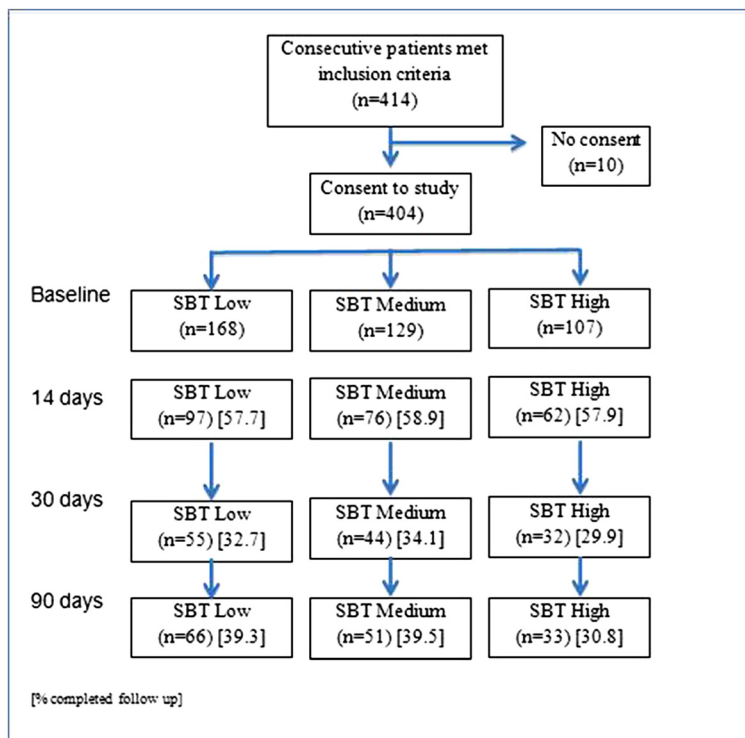 Consecutive patients met
inclusion criteria
(n=414)
No consent
(n=10)
Consent to study
(n=404)
Baseline
SBT Low
(n=168)
SBT Medium
(n=129)
SBT High
(n=107)
14 days
SBT Low
(n=97) [57.7]
SBT Medium
(n=76) [58.9]
SBT High
(n=62) [57.9]
30 days
SBT Low
(n=55) [32.7]
SBT Medium
(n=44) [34.1]
SBT High
(n=32) [29.9]
90 days
SBT Low
(n=66) [39.3]
SBT Medium
(n=51) [39.5]
SBT High
(n=33) [30.8]
[% completed follow up]